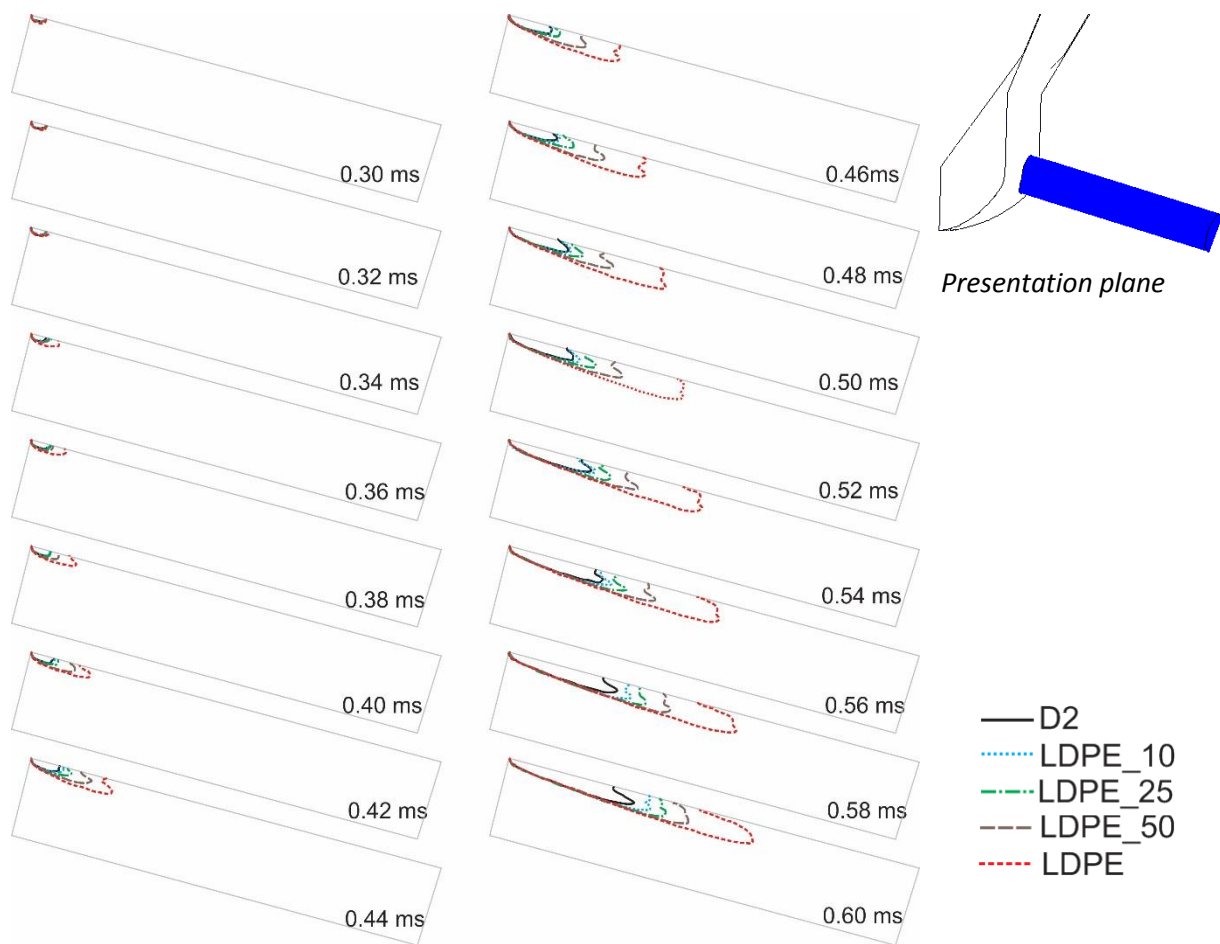 0.30 ms
0.32 ms
0.34 ms
0.36 ms
0.38 ms
0.40 ms
0.42 ms
0.44 ms
0.46ms
0.48 ms
0.50 ms
0.52 ms
0.54 ms
0.56 ms
0.58 ms
0.60 ms
Presentation plane
D2
LDPE_10
LDPE_25
LDPE_50
LDPE